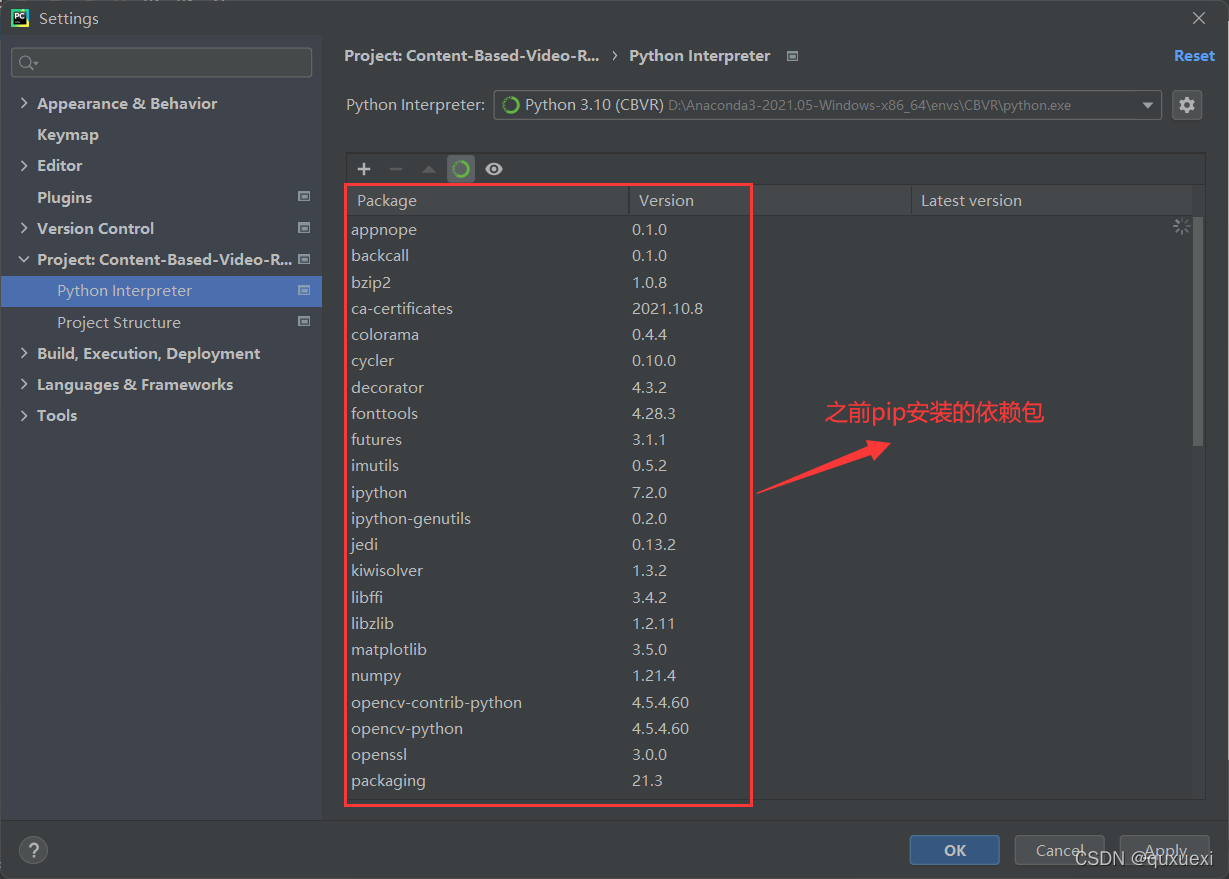 Settings
Project: Content-Based-Video-R... › Python Interpreter
Reset
Appearance & Behavior
Keymap
Editor
Plugins
Version Control
Project: Content-Based-Video-R...
Python Interpreter
Project Structure
Build, Execution, Deployment
Languages & Frameworks
Tools
Python Interpreter: Python 3.10 (CBVR) D:\Anaconda3-2021.05-Windows-x86_64\envs\CBVR\python.exe
Package Version Latest version
appnope 0.1.0
backcall 0.1.0
bzip2 1.0.8
ca-certificates 2021.10.8
colorama 0.4.4
cycler 0.10.0
decorator 4.3.2
fonttools 4.28.3
futures 3.1.1
imutils 0.5.2
ipython 7.2.0
ipython-genutils 0.2.0
jedi 0.13.2
kiwisolver 1.3.2
libffi 3.4.2
libzlib 1.2.11
matplotlib 3.5.0
numpy 1.21.4
opencv-contrib-python 4.5.4.60
opencv-python 4.5.4.60
openssl 3.0.0
packaging 21.3
之前pip安装的依赖包
?
OK Cancel Apply
CSDN @quxuexi